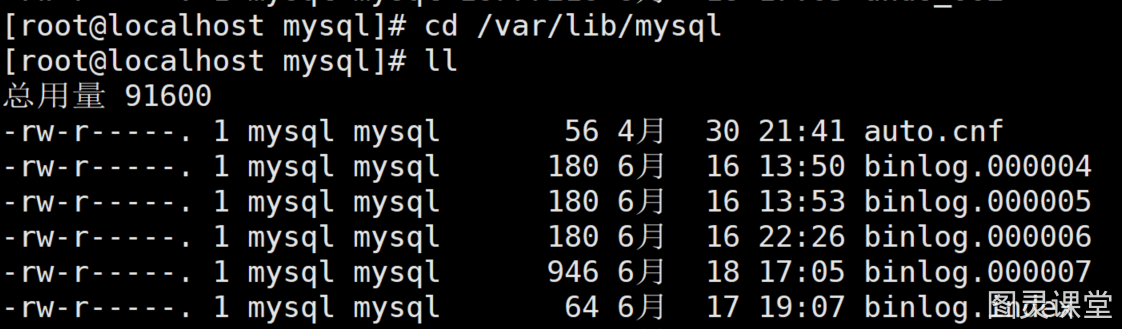 [root@localhost mysql]# cd /var/lib/mysql
[root@localhost mysql]# ll
总用量 91600
-rw-r-----. 1 mysql mysql       56 4月  30 21:41 auto.cnf
-rw-r-----. 1 mysql mysql      180 6月  16 13:50 binlog.000004
-rw-r-----. 1 mysql mysql      180 6月  16 13:53 binlog.000005
-rw-r-----. 1 mysql mysql      180 6月  16 22:26 binlog.000006
-rw-r-----. 1 mysql mysql      946 6月  18 17:05 binlog.000007
-rw-r-----. 1 mysql mysql       64 6月  17 19:07 binlog.index
图灵课堂